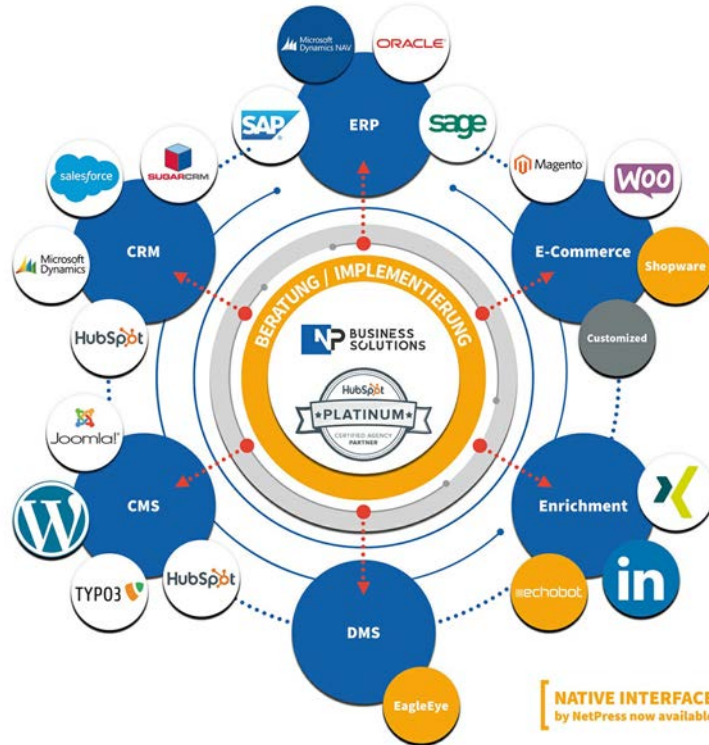 Microsoft
Dynamics NAV
ORACLE
SAP
ERP
sage
salesforce
SUGARCRM
Magento
WOO
Microsoft
Dynamics
CRM
E-Commerce
Shopware
HubSpot
Customized
BERATUNG / IMPLEMENTIERUNG
NP BUSINESS
SOLUTIONS
HubSpot
PLATINUM
CERTIFIED AGENCY
PARTNER
Joomla!
W
CMS
Enrichment
TYPO3
HubSpot
echobot
in
DMS
EagleEye
NATIVE INTERFACE
by NetPress now available